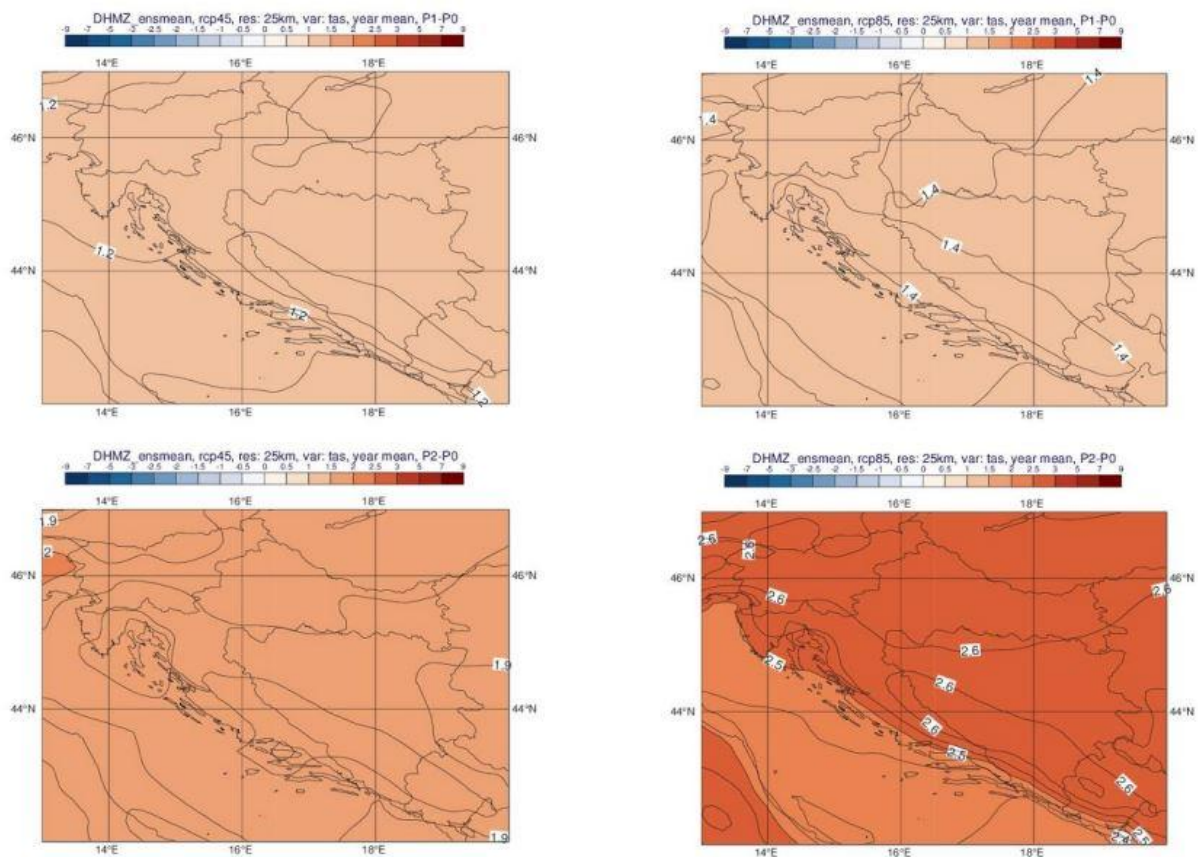 DHMZ_ensmean, rcp45, res: 25km, var: tas, year mean, P1-P0
-9 -7 -5 -3 -2.5 -2 -1.5 -1 -0.5 0 0.5 1 1.5 2 2.5 3 5 7 9
14°E 16°E 18°E
1.2
46°N 46°N
1.2
44°N 44°N
1.2
1.2
14°E 16°E 18°E
DHMZ_ensmean, rcp85, res: 25km, var: tas, year mean, P1-P0
-9 -7 -5 -3 -2.5 -2 -1.5 -1 -0.5 0 0.5 1 1.5 2 2.5 3 5 7 9
14°E 16°E 18°E
1.4
1.4
46°N 46°N
1.4
1.4
44°N 44°N
1.4
1.4
14°E 16°E 18°E
DHMZ_ensmean, rcp45, res: 25km, var: tas, year mean, P2-P0
-9 -7 -5 -3 -2.5 -2 -1.5 -1 -0.5 0 0.5 1 1.5 2 2.5 3 5 7 9
14°E 16°E 18°E
1.9
2
46°N 46°N
1.9
44°N 44°N
1.9
14°E 16°E 18°E
DHMZ_ensmean, rcp85, res: 25km, var: tas, year mean, P2-P0
-9 -7 -5 -3 -2.5 -2 -1.5 -1 -0.5 0 0.5 1 1.5 2 2.5 3 5 7 9
14°E 16°E 18°E
2.6 2.6
46°N 46°N
2.6 2.6
2.6
2.5
2.6
44°N 44°N
2.6
2.5
2.6
2.5
2.4
14°E 16°E 18°E